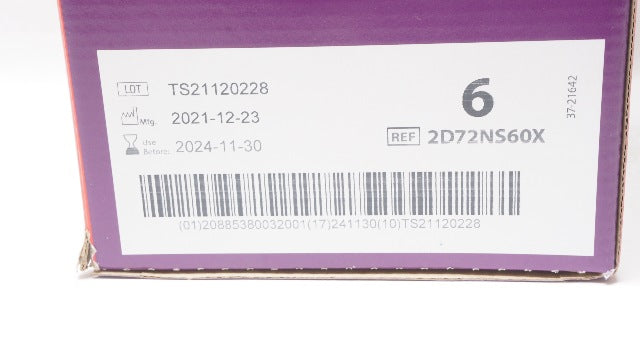 LOT TS21120228
Mfg. 2021-12-23
Use Before: 2024-11-30
6
REF 2D72NS60X
37-21642
(01)20885380032001(17)241130(10)TS21120228